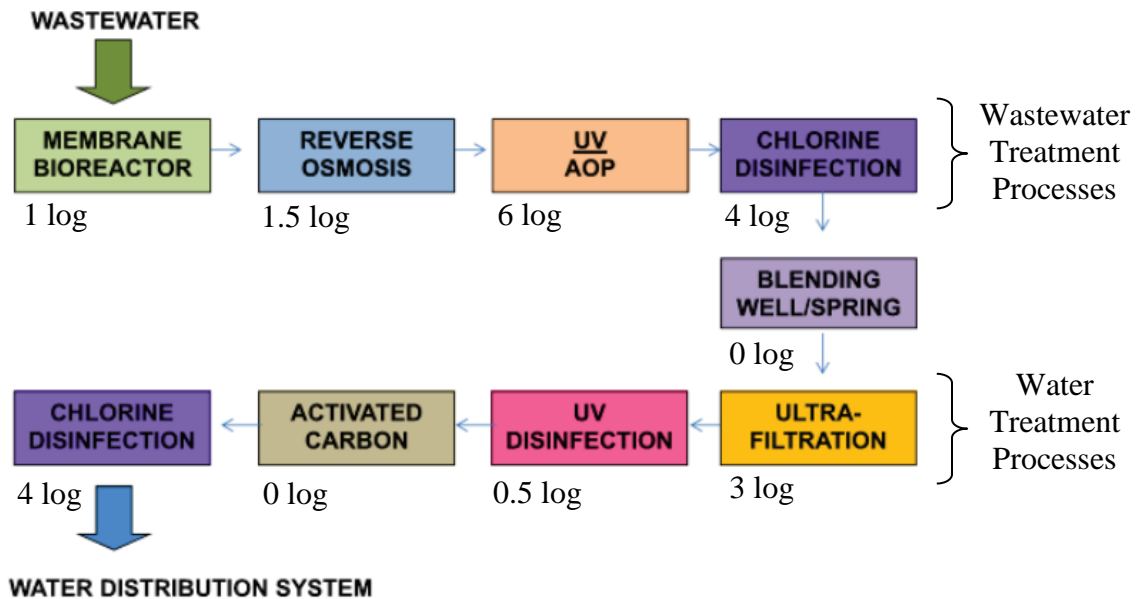 WASTEWATER
MEMBRANE
BIOREACTOR
1 log
REVERSE
OSMOSIS
1.5 log
UV
AOP
6 log
CHLORINE
DISINFECTION
4 log
Wastewater
Treatment
Processes
BLENDING
WELL/SPRING
0 log
ULTRA-
FILTRATION
3 log
Water
Treatment
Processes
UV
DISINFECTION
0.5 log
ACTIVATED
CARBON
0 log
CHLORINE
DISINFECTION
4 log
WATER DISTRIBUTION SYSTEM